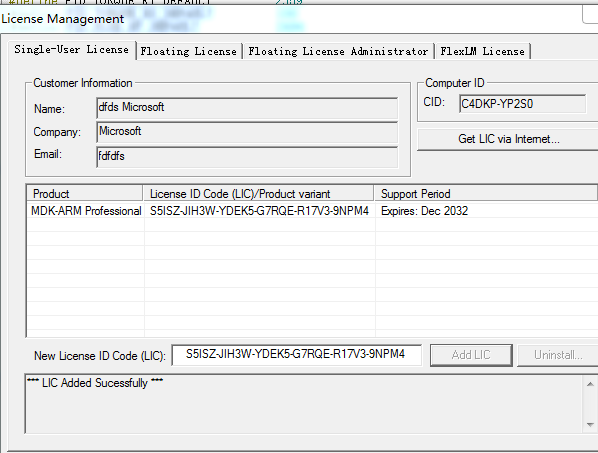 License Management
Single-User License Floating License Floating License Administrator FlexLM License
Customer Information
Name: dfds Microsoft
Company: Microsoft
Email: fdfdfs
Computer ID
CID: C4DKP-YP2S0
Get LIC via Internet...
Product License ID Code (LIC)/Product variant Support Period
MDK-ARM Professional S5ISZ-JIH3W-YDEK5-G7RQE-R17V3-9NPM4 Expires: Dec 2032
New License ID Code (LIC): S5ISZ-JIH3W-YDEK5-G7RQE-R17V3-9NPM4 Add LIC Uninstall...
*** LIC Added Sucessfully ***